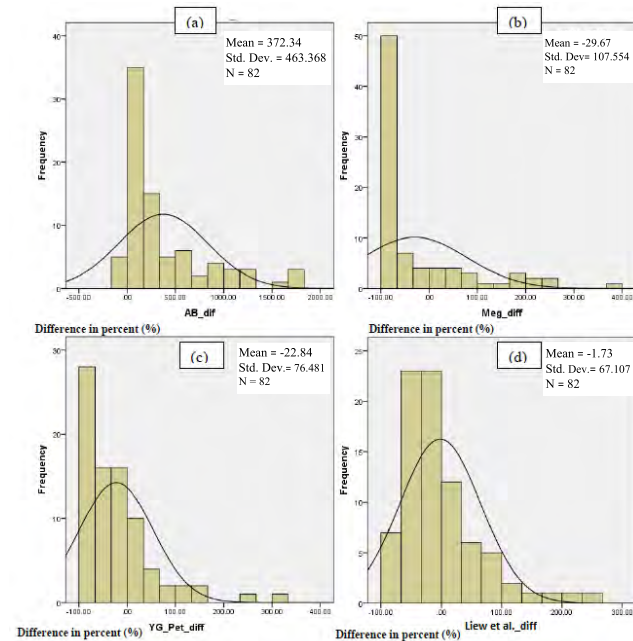 (a)
Mean = 372.34
Std. Dev. = 463.368
N = 82
40
30
20
10
0
Frequency
-500.00 .00 500.00 1000.00 1500.00 2000.00
AB_dif
Difference in percent (%)
(b)
Mean = -29.67
Std. Dev= 107.554
N = 82
50
40
30
20
10
0
Frequency
-100.00 .00 100.00 200.00 300.00 400.00
Meg_diff
Difference in percent (%)
(c)
Mean = -22.84
Std. Dev.= 76.481
N = 82
30
20
10
0
Frequency
-100.00 .00 100.00 200.00 300.00 400.00
YG_Pet_diff
Difference in percent (%)
(d)
Mean = -1.73
Std. Dev.= 67.107
N = 82
25
20
15
10
5
0
Frequency
-100.00 .00 100.00 200.00 300.00
Liew et al._diff
Difference in percent (%)